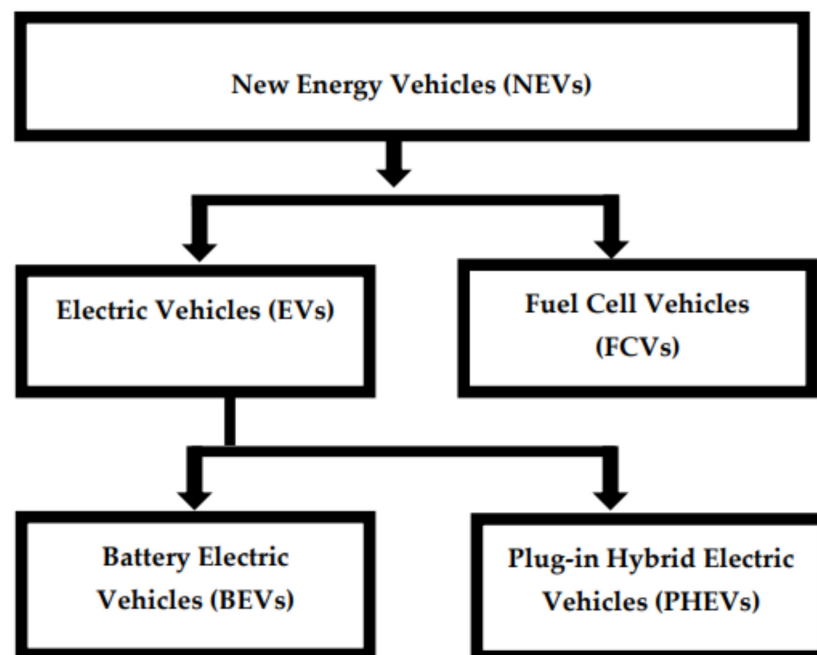 New Energy Vehicles (NEVs)
Electric Vehicles (EVs)
Fuel Cell Vehicles
(FCVs)
Battery Electric
Vehicles (BEVs)
Plug-in Hybrid Electric
Vehicles (PHEVs)